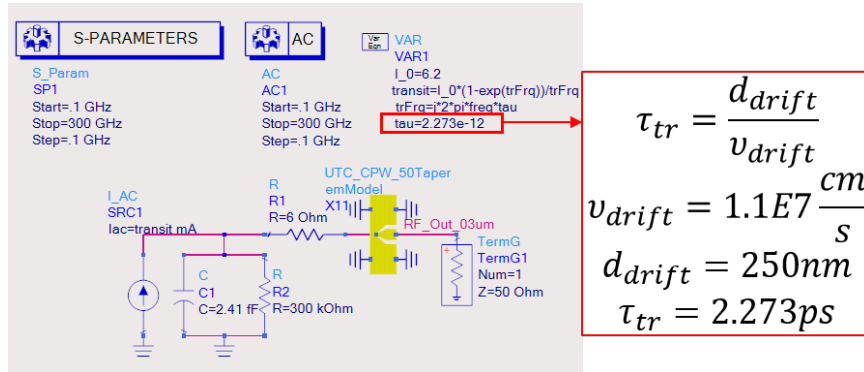 S-PARAMETERS
S_Param
SP1
Start=.1 GHz
Stop=300 GHz
Step=.1 GHz
AC
AC
AC1
Start=.1 GHz
Stop=300 GHz
Step=.1 GHz
Var
Eqn
VAR
VAR1
I_0=6.2
transit=I_0*(1-exp(trFrq))/trFrq
trFrq=j*2*pi*freq*tau
tau=2.273e-12
τ_tr = d_drift / υ_drift
υ_drift = 1.1E7 cm/s
d_drift = 250nm
τ_tr = 2.273ps
I_AC
SRC1
Iac=transit mA
C
C1
C=2.41 fF
R
R2
R=300 kOhm
R
R1
R=6 Ohm
UTC_CPW_50Taper
emModel
X11
RF_Out_03um
+
TermG
TermG1
Num=1
Z=50 Ohm